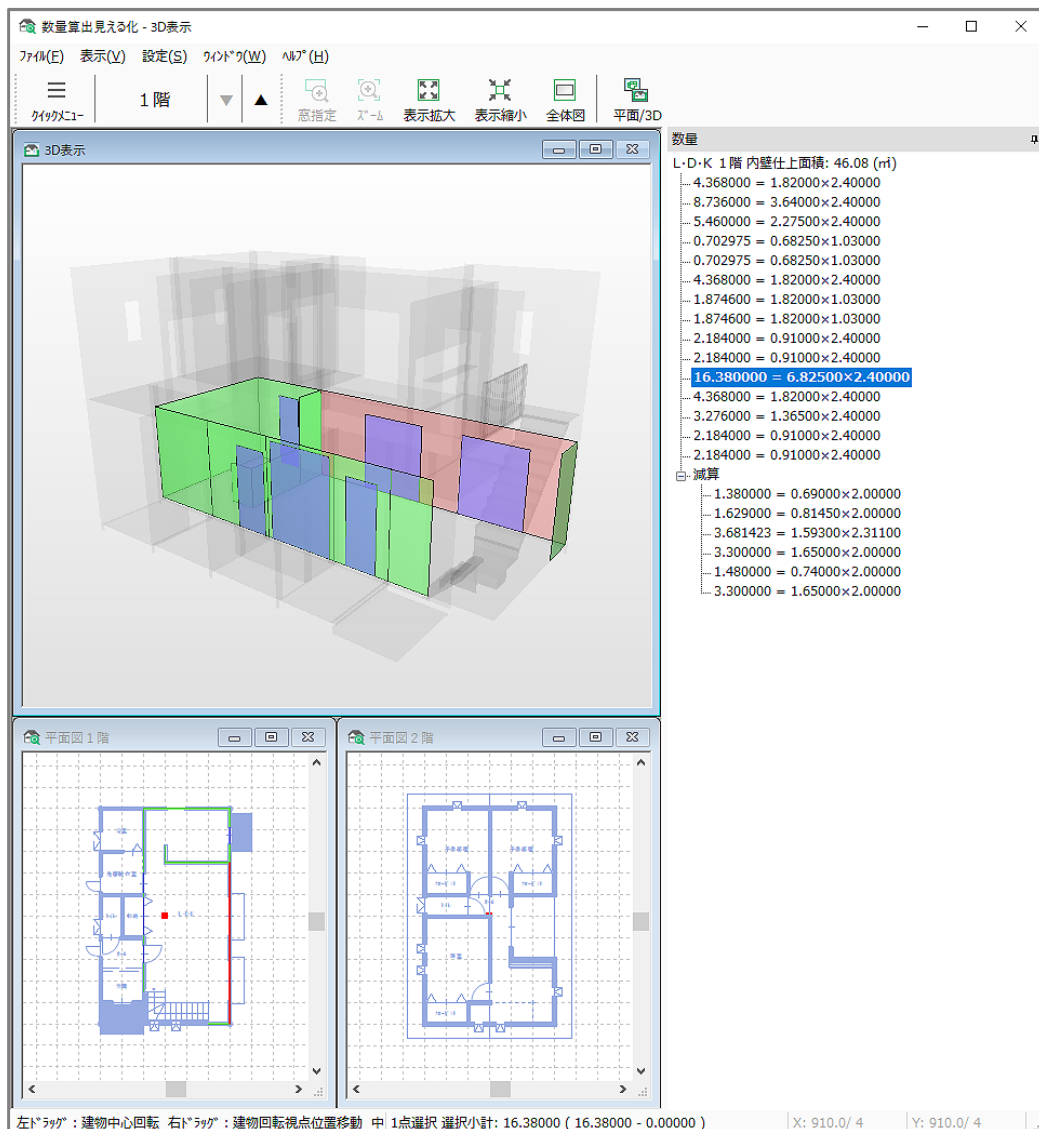 数量算出見える化 - 3D表示
ﾌｧｲﾙ(F) 表示(V) 設定(S) ｳｨﾝﾄﾞｳ(W) ﾍﾙﾌﾟ(H)
ｸｲｯｸﾒﾆｭｰ 1階 窓指定 ｽﾞｰﾑ 表示拡大 表示縮小 全体図 平面/3D
3D表示
数量
L･D･K 1階 内壁仕上面積: 46.08 (㎡)
4.368000 = 1.82000×2.40000
8.736000 = 3.64000×2.40000
5.460000 = 2.27500×2.40000
0.702975 = 0.68250×1.03000
0.702975 = 0.68250×1.03000
4.368000 = 1.82000×2.40000
1.874600 = 1.82000×1.03000
1.874600 = 1.82000×1.03000
2.184000 = 0.91000×2.40000
2.184000 = 0.91000×2.40000
16.380000 = 6.82500×2.40000
4.368000 = 1.82000×2.40000
3.276000 = 1.36500×2.40000
2.184000 = 0.91000×2.40000
2.184000 = 0.91000×2.40000
減算
1.380000 = 0.69000×2.00000
1.629000 = 0.81450×2.00000
3.681423 = 1.59300×2.31100
3.300000 = 1.65000×2.00000
1.480000 = 0.74000×2.00000
3.300000 = 1.65000×2.00000
平面図1階
L･D･K
平面図2階
左ﾄﾞﾗｯｸﾞ：建物中心回転 右ﾄﾞﾗｯｸﾞ：建物回転視点位置移動 中 1点選択 選択小計: 16.38000 ( 16.38000 - 0.00000 ) X: 910.0/ 4 Y: 910.0/ 4